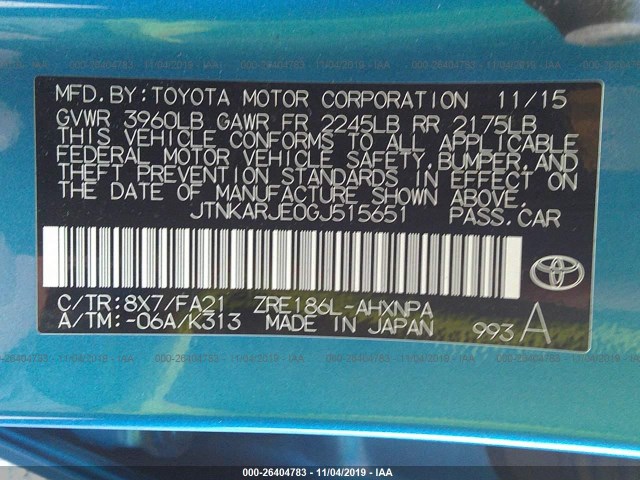 MFD. BY: TOYOTA MOTOR CORPORATION 11/15
GVWR 3960LB GAWR FR 2245LB RR 2175LB
THIS VEHICLE CONFORMS TO ALL APPLICABLE
FEDERAL MOTOR VEHICLE SAFETY, BUMPER, AND
THEFT PREVENTION STANDARDS IN EFFECT ON
THE DATE OF MANUFACTURE SHOWN ABOVE.
JTNKARJE0GJ515651 PASS. CAR
C/TR: 8X7/FA21 ZRE186L-AHXNPA
A/TM: -06A/K313 MADE IN JAPAN 993 A
000-26404783 - 11/04/2019 - IAA